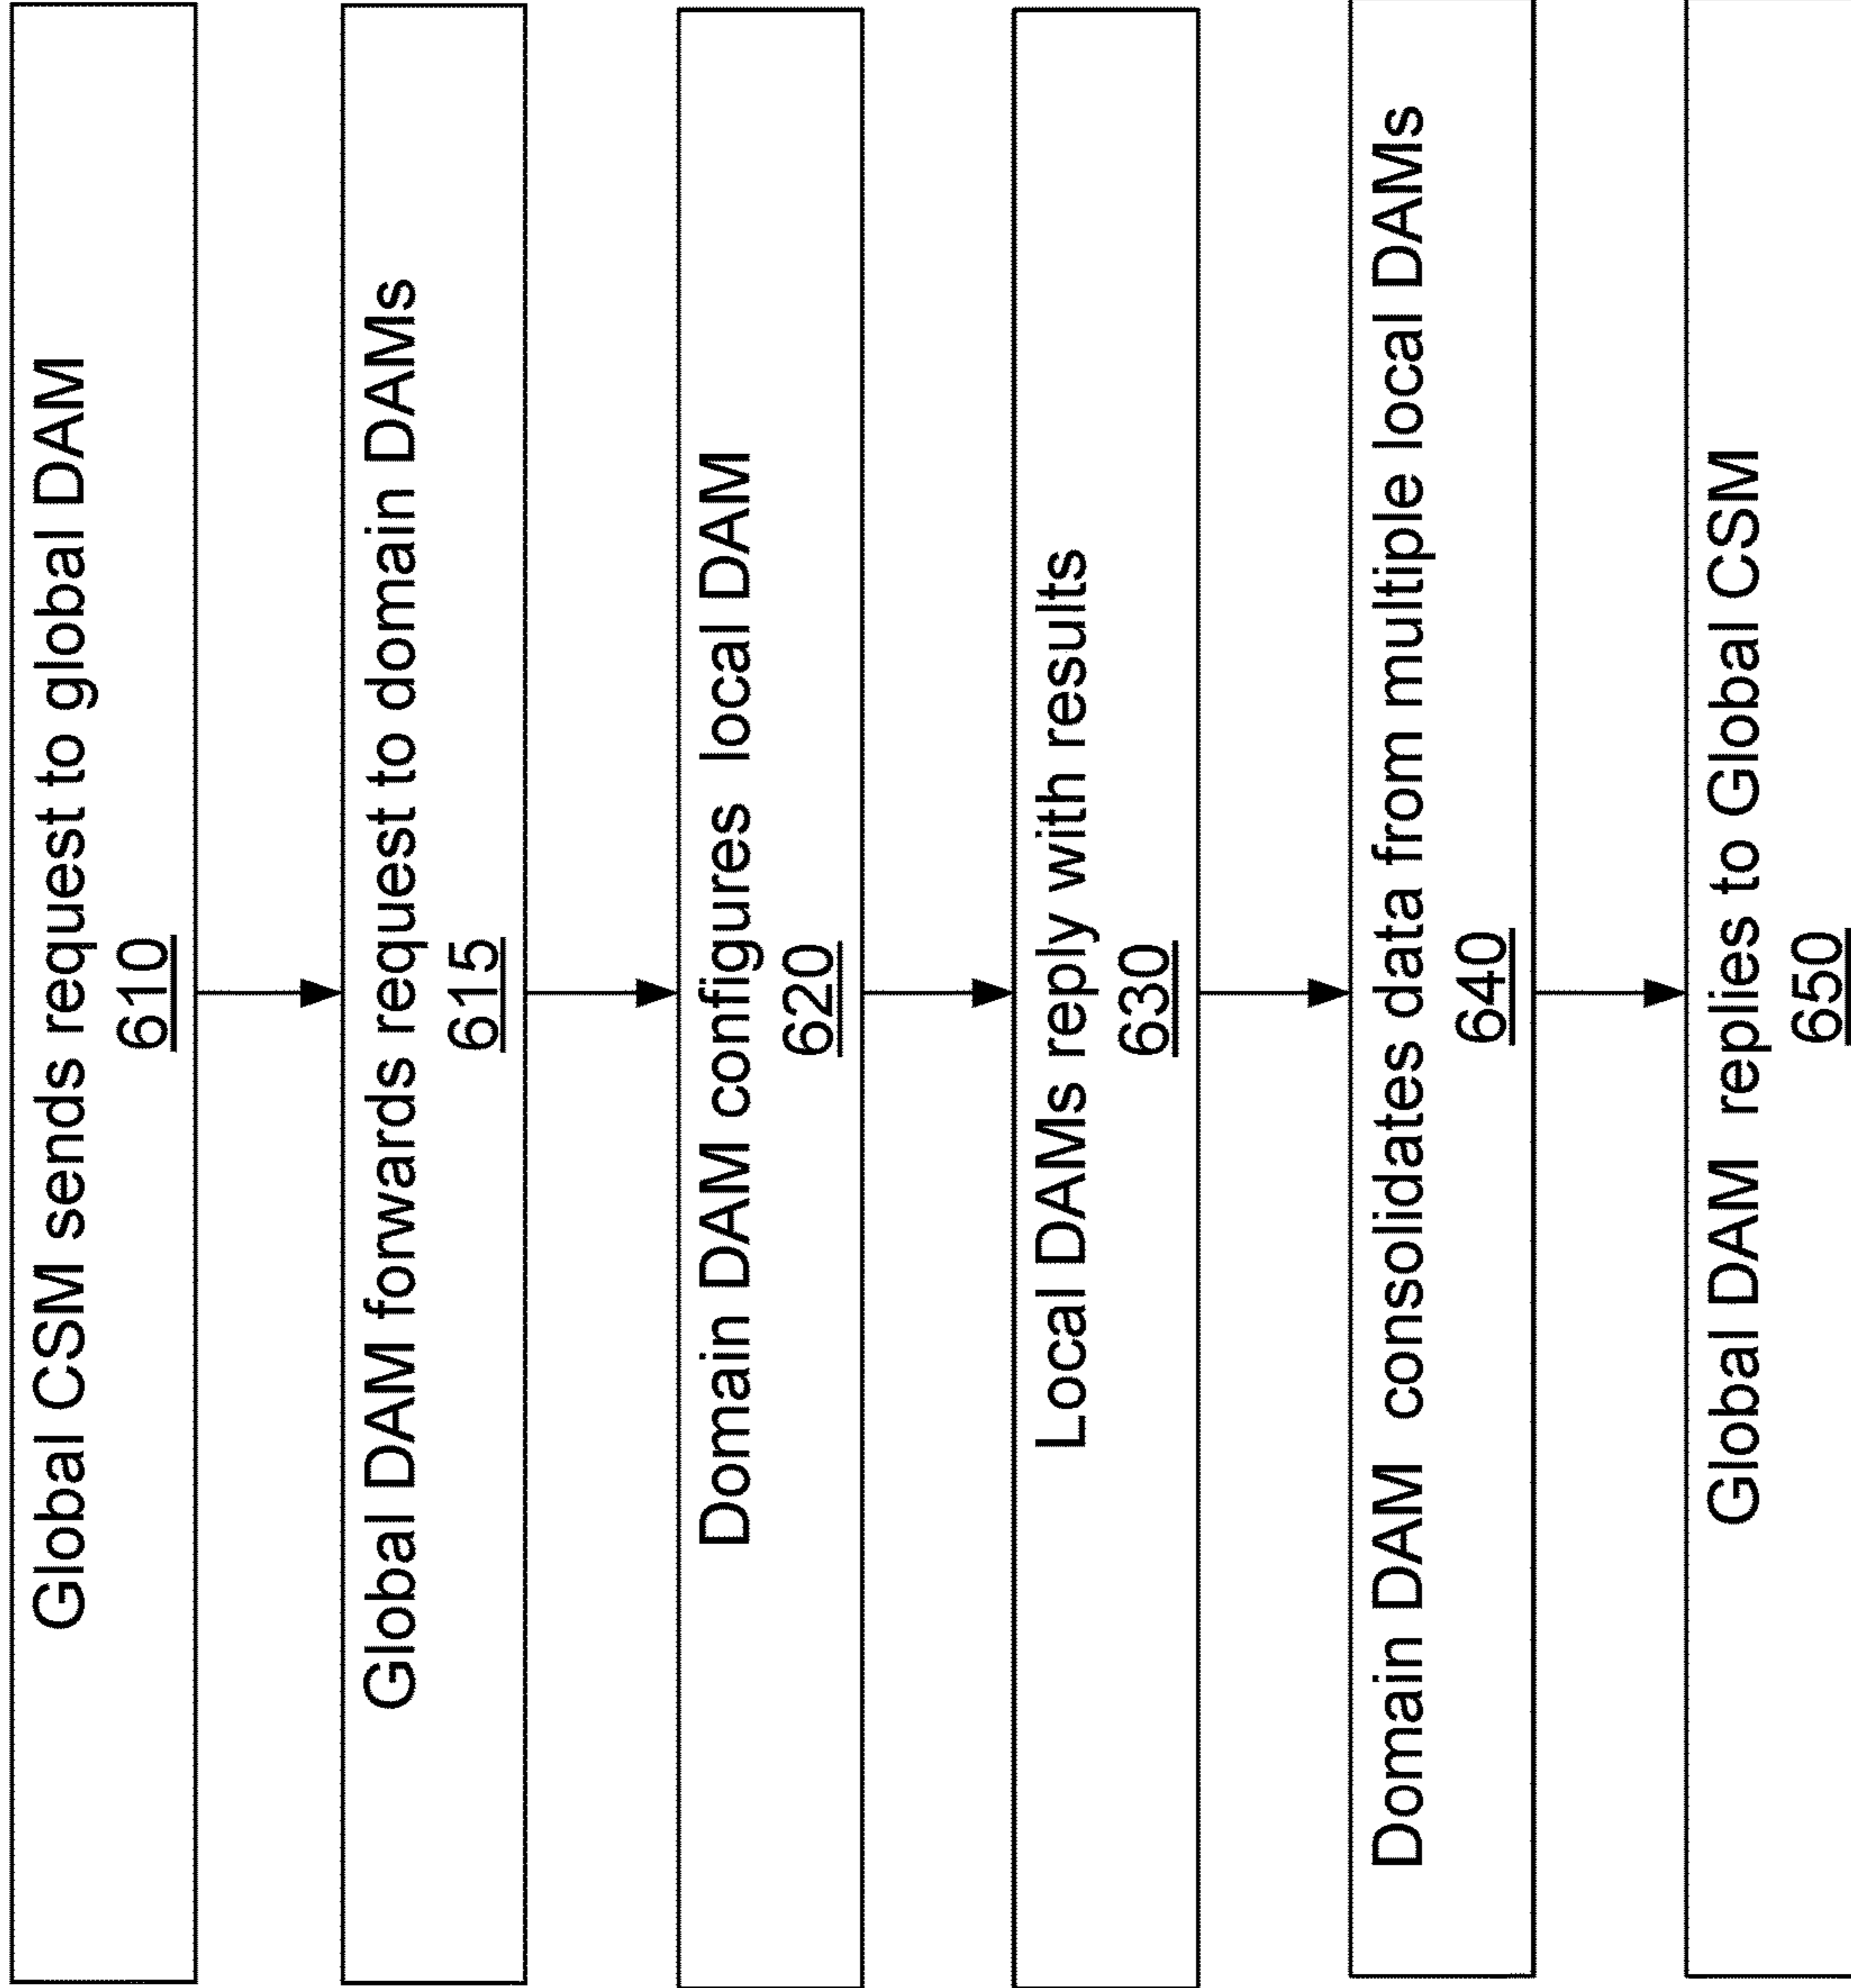 Global CSM sends request to global DAM
610
Global DAM forwards request to domain DAMs
615
Domain DAM configures local DAM
620
Local DAMs reply with results
630
Domain DAM consolidates data from multiple local DAMs
640
Global DAM replies to Global CSM
650